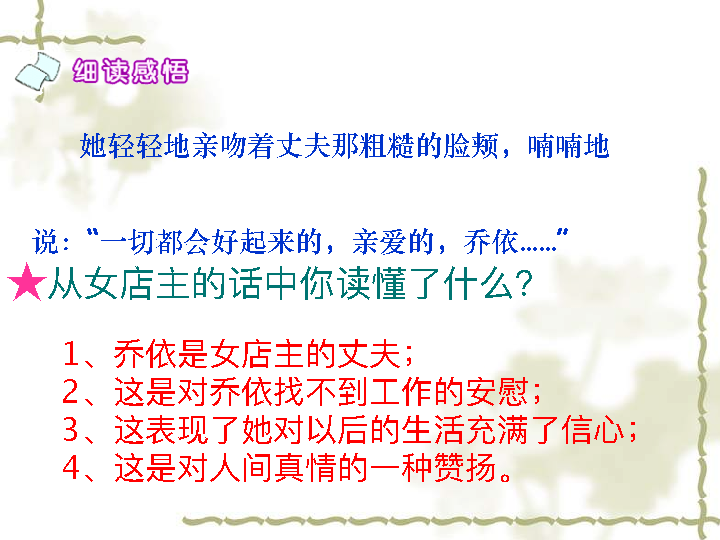 细读感悟
她轻轻地亲吻着丈夫那粗糙的脸颊，喃喃地
说：“一切都会好起来的，亲爱的，乔依……”
★从女店主的话中你读懂了什么？
1、乔依是女店主的丈夫；
2、这是对乔依找不到工作的安慰；
3、这表现了她对以后的生活充满了信心；
4、这是对人间真情的一种赞扬。